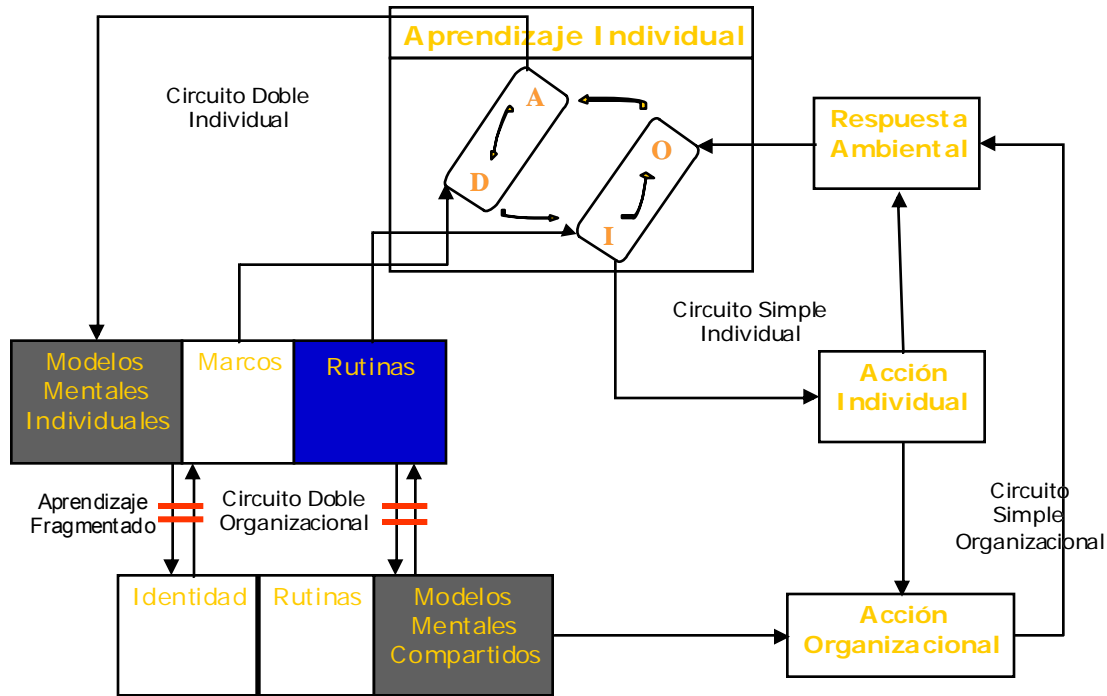 Aprendizaje Individual
Circuito Doble
Individual
A
D
O
I
Respuesta
Ambiental
Circuito Simple
Individual
Modelos
Mentales
Individuales
Marcos
Rutinas
Acción
Individual
Aprendizaje
Fragmentado
Circuito Doble
Organizacional
Circuito
Simple
Organizacional
Identidad
Rutinas
Modelos
Mentales
Compartidos
Acción
Organizacional